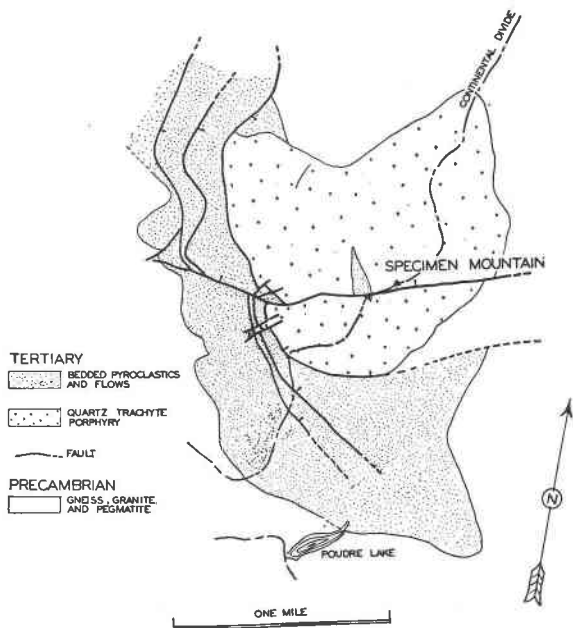 CONTINENTAL DIVIDE
SPECIMEN MOUNTAIN
TERTIARY
BEDDED PYROCLASTICS
AND FLOWS
QUARTZ TRACHYTE
PORPHYRY
FAULT
PRECAMBRIAN
GNEISS, GRANITE,
AND PEGMATITE
POUDRE LAKE
N
ONE MILE